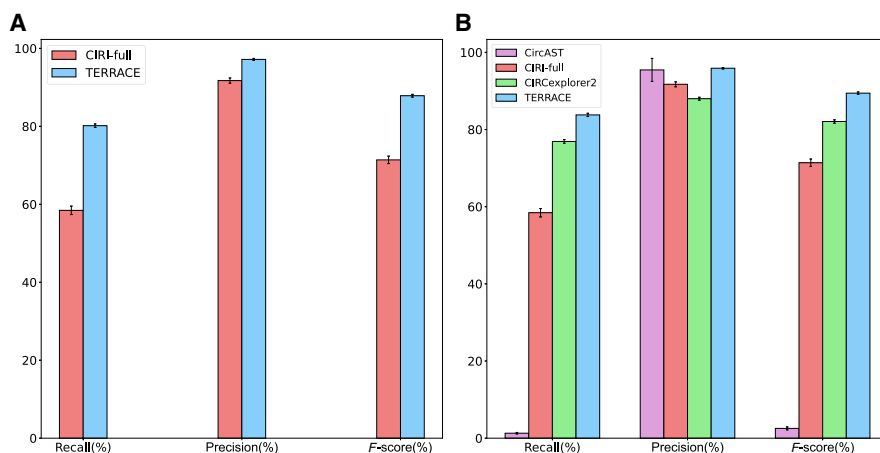 A
CIRI-full
TERRACE
100
80
60
40
20
0
Recall(%)
Precision(%)
F-score(%)
B
CircAST
CIRI-full
CIRCexplorer2
TERRACE
100
80
60
40
20
0
Recall(%)
Precision(%)
F-score(%)